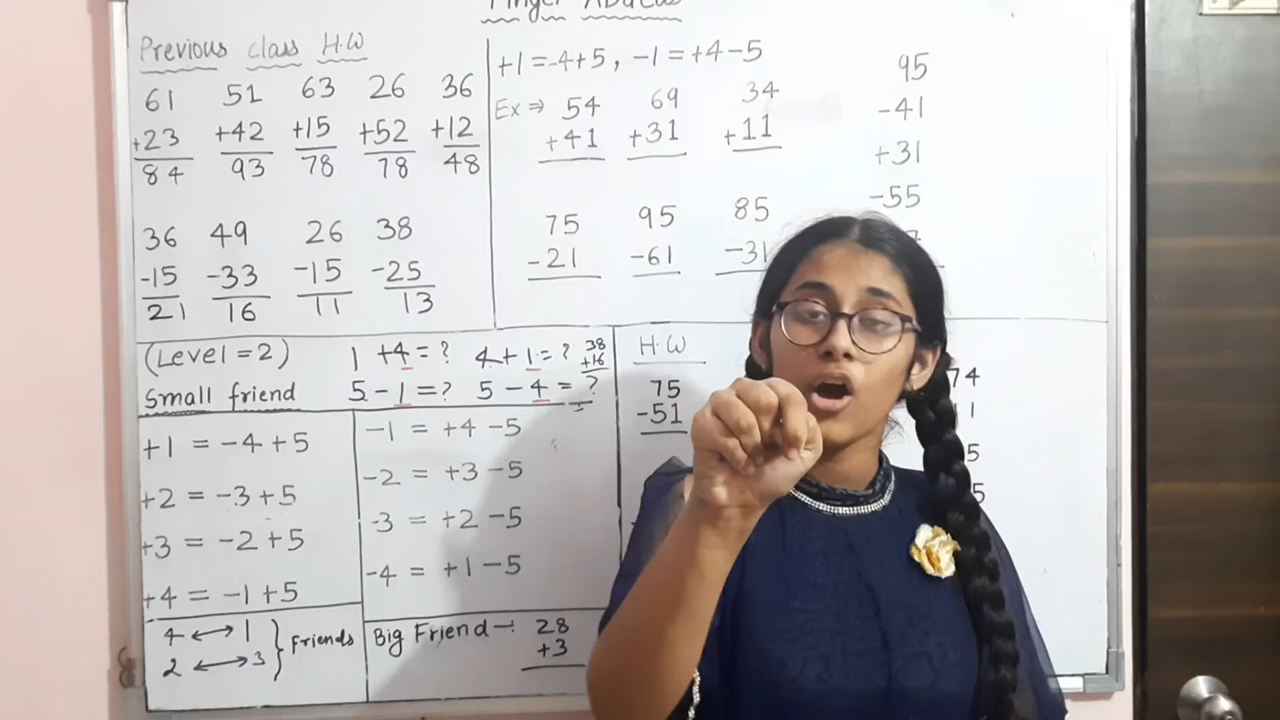 Finger Abacus
Previous class H.W
61 51 63 26 36
+23 +42 +15 +52 +12
84 93 78 78 48
36 49 26 38
-15 -33 -15 -25
21 16 11 13
+1 = -4+5 , -1 = +4-5
Ex ⇒ 54 69 34
+41 +31 +11
75 95 85
-21 -61 -31
95
-41
+31
-55
(Level = 2) 1 +4 = ? 4+1 = ? 38
+16
Small friend 5 - 1 = ? 5 - 4 = ?
+1 = -4 +5
+2 = -3 +5
+3 = -2 +5
+4 = -1 +5
-1 = +4 -5
-2 = +3 -5
-3 = +2 -5
-4 = +1 -5
4 ↔ 1 } Friends
2 ↔ 3
Big Friend → : 28
+3
H.W
75
-51
74
1
5
5